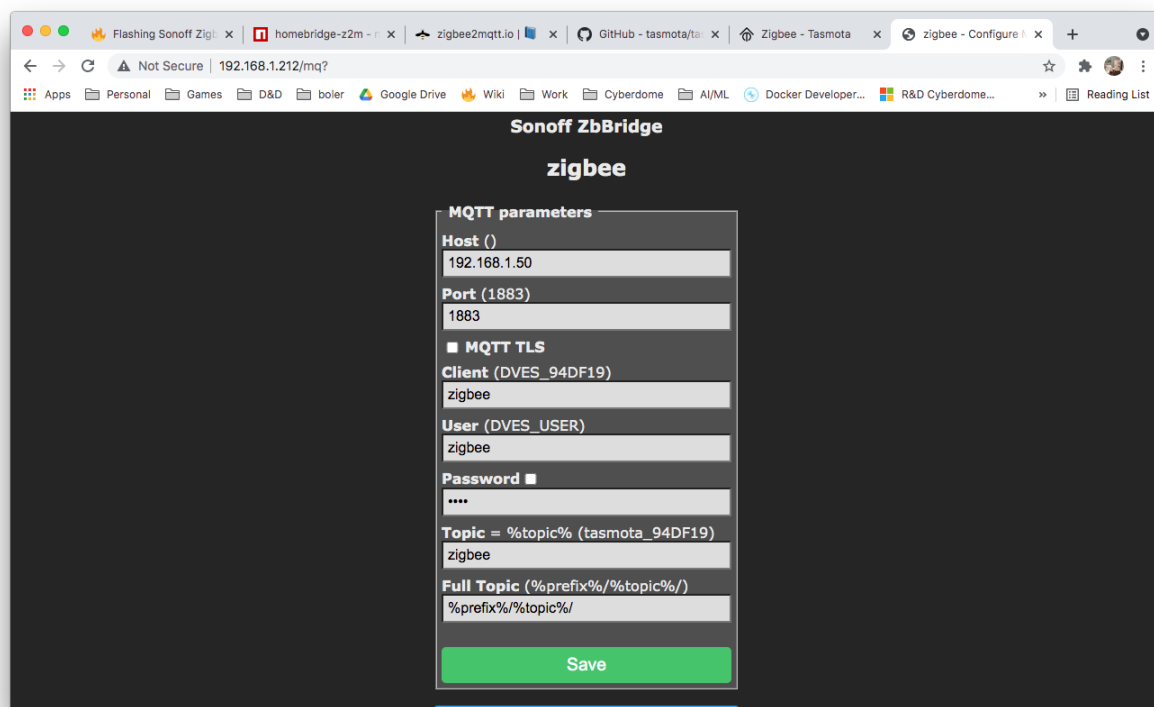 Flashing Sonoff Zigb
homebridge-z2m - n
zigbee2mqtt.io |
GitHub - tasmota/ta
Zigbee - Tasmota
zigbee - Configure M
Not Secure | 192.168.1.212/mq?
Apps Personal Games D&D boler Google Drive Wiki Work Cyberdome AI/ML Docker Developer... R&D Cyberdome... » Reading List
Sonoff ZbBridge
zigbee
MQTT parameters
Host ()
192.168.1.50
Port (1883)
1883
MQTT TLS
Client (DVES_94DF19)
zigbee
User (DVES_USER)
zigbee
Password
••••
Topic = %topic% (tasmota_94DF19)
zigbee
Full Topic (%prefix%/%topic%/)
%prefix%/%topic%/
Save